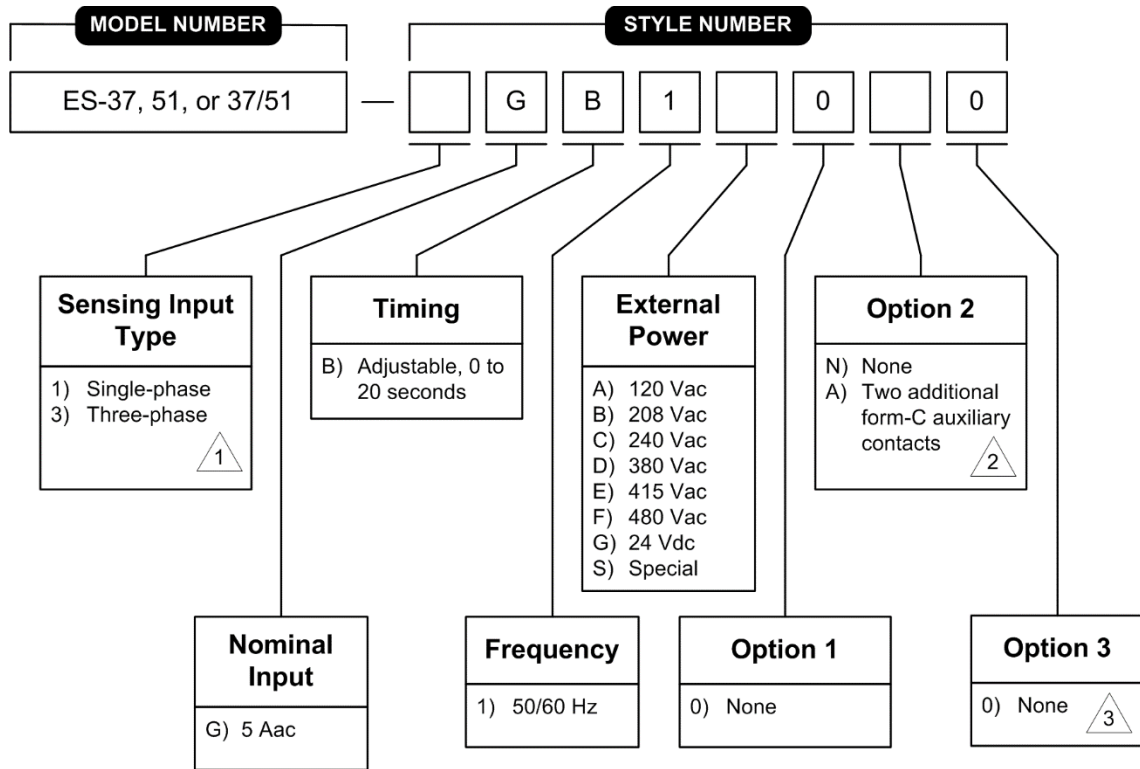 MODEL NUMBER
STYLE NUMBER
ES-37, 51, or 37/51 — G B 1 0 0
Sensing Input
Type
1) Single-phase
3) Three-phase
1
Timing
B) Adjustable, 0 to
20 seconds
External
Power
A) 120 Vac
B) 208 Vac
C) 240 Vac
D) 380 Vac
E) 415 Vac
F) 480 Vac
G) 24 Vdc
S) Special
Option 2
N) None
A) Two additional
form-C auxiliary
contacts
2
Nominal
Input
G) 5 Aac
Frequency
1) 50/60 Hz
Option 1
0) None
Option 3
0) None
3